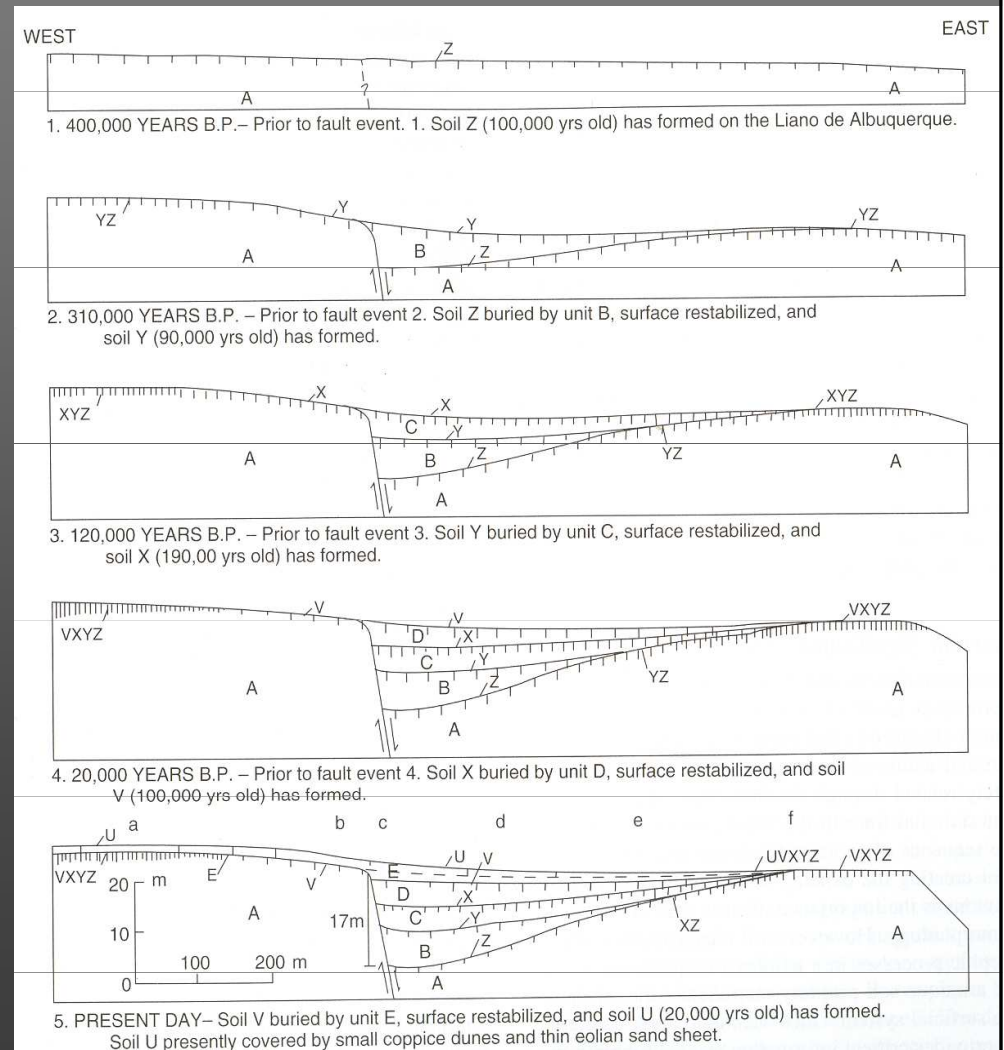 WEST
EAST
Z
?
A
A
1. 400,000 YEARS B.P.– Prior to fault event. 1. Soil Z (100,000 yrs old) has formed on the Liano de Albuquerque.
Y
Y
YZ
YZ
B
Z
A
A
A
2. 310,000 YEARS B.P. – Prior to fault event 2. Soil Z buried by unit B, surface restabilized, and
soil Y (90,000 yrs old) has formed.
X
X
XYZ
XYZ
C
Y
YZ
A
B
Z
A
A
3. 120,000 YEARS B.P. – Prior to fault event 3. Soil Y buried by unit C, surface restabilized, and
soil X (190,00 yrs old) has formed.
V
V
VXYZ
VXYZ
D
X
C
Y
YZ
A
B
Z
A
A
4. 20,000 YEARS B.P. – Prior to fault event 4. Soil X buried by unit D, surface restabilized, and soil
V (100,000 yrs old) has formed.
a
b
c
d
e
f
U
U
V
UVXYZ
VXYZ
VXYZ
20
m
E
V
E
D
X
A
17m
C
Y
XZ
A
10
B
Z
100
200 m
0
A
5. PRESENT DAY– Soil V buried by unit E, surface restabilized, and soil U (20,000 yrs old) has formed.
Soil U presently covered by small coppice dunes and thin eolian sand sheet.